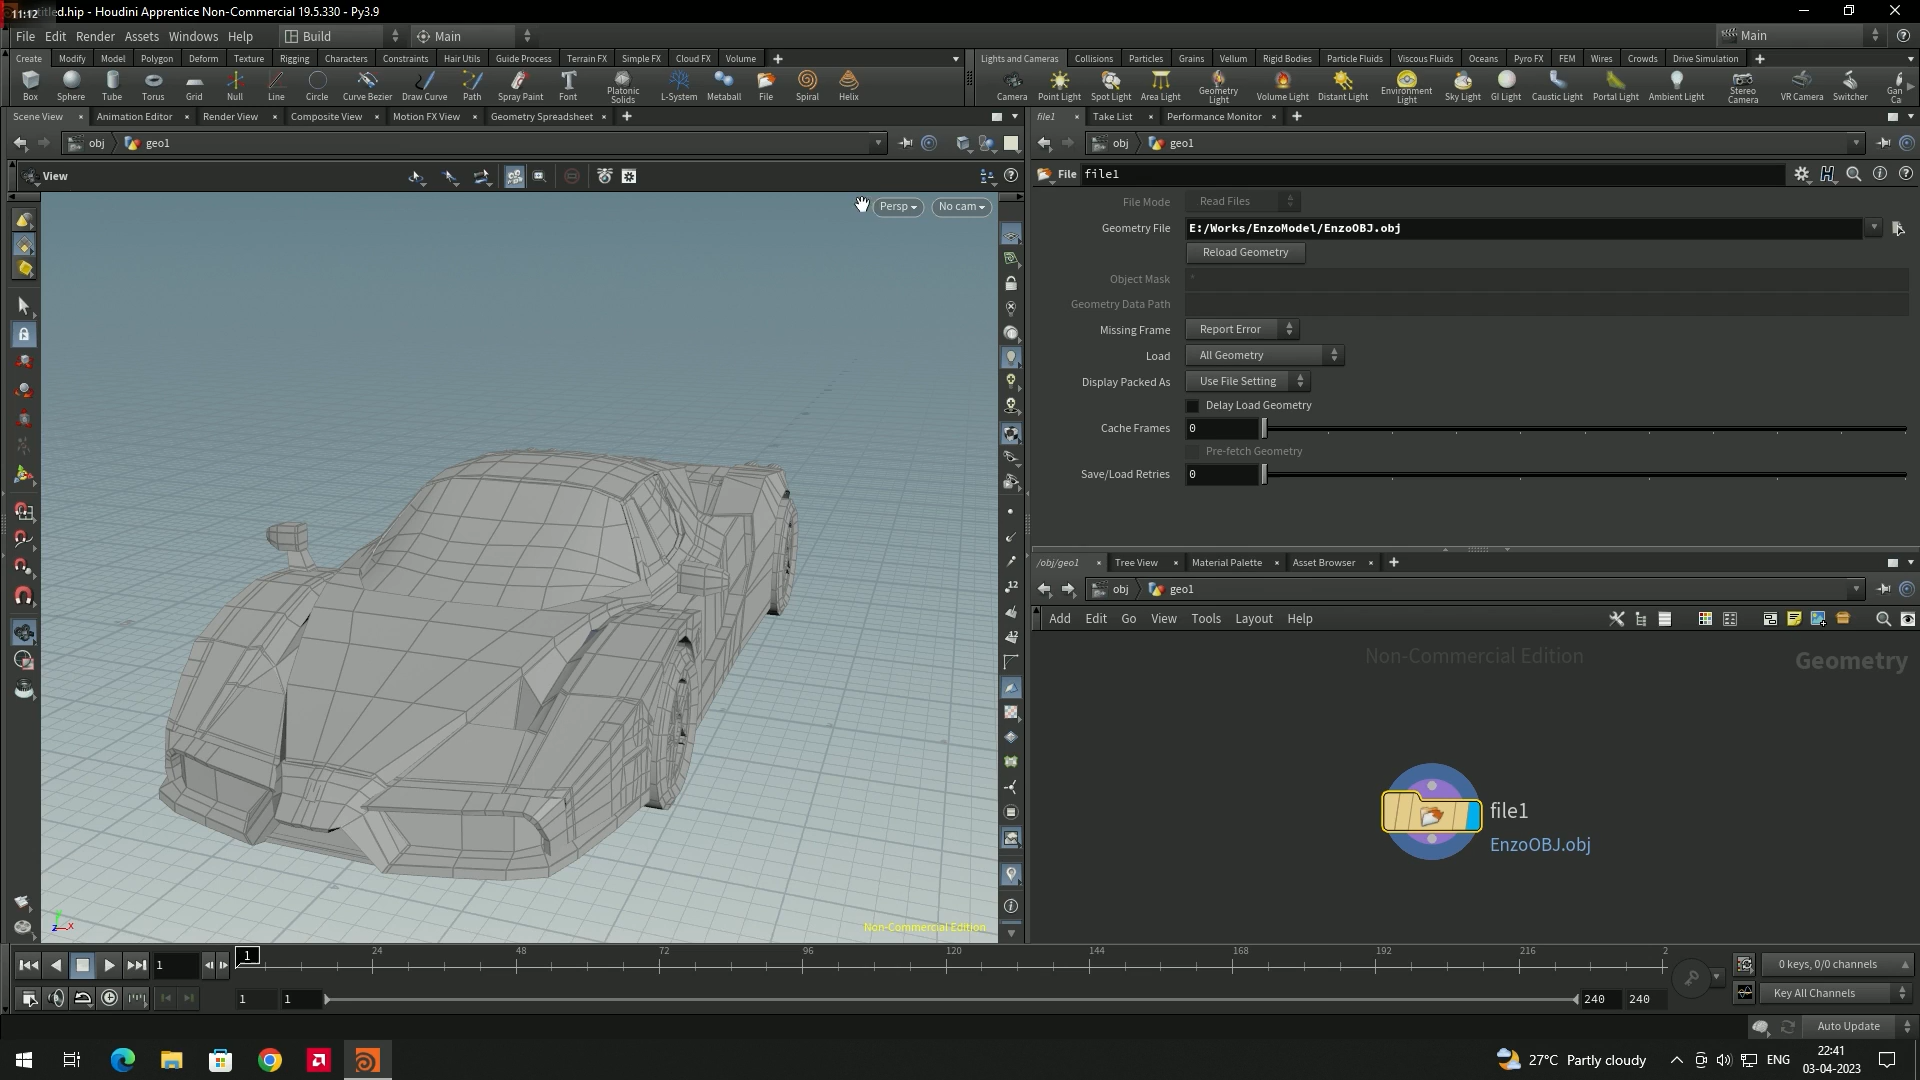 11:12 titled.hip - Houdini Apprentice Non-Commercial 19.5.330 - Py3.9
File Edit Render Assets Windows Help Build Main Main
Create Modify Model Polygon Deform Texture Rigging Characters Constraints Hair Utils Guide Process Terrain FX Simple FX Cloud FX Volume
Lights and Cameras Collisions Particles Grains Vellum Rigid Bodies Particle Fluids Viscous Fluids Oceans Pyro FX FEM Wires Crowds Drive Simulation
Box Sphere Tube Torus Grid Null Line Circle Curve Bezier Draw Curve Path Spray Paint Font Platonic Solids L-System Metaball File Spiral Helix
Camera Point Light Spot Light Area Light Geometry Light Volume Light Distant Light Environment Light Sky Light GI Light Caustic Light Portal Light Ambient Light Stereo Camera VR Camera Switcher Gan Ca
Scene View Animation Editor Render View Composite View Motion FX View Geometry Spreadsheet
file1 Take List Performance Monitor
obj geo1
obj geo1
View
File file1
Persp No cam
File Mode Read Files
Geometry File E:/Works/EnzoModel/EnzoOBJ.obj
Reload Geometry
Object Mask *
Geometry Data Path
Missing Frame Report Error
Load All Geometry
Display Packed As Use File Setting
Delay Load Geometry
Cache Frames 0
Pre-fetch Geometry
Save/Load Retries 0
/obj/geo1 Tree View Material Palette Asset Browser
obj geo1
Add Edit Go View Tools Layout Help
Non-Commercial Edition Geometry
file1
EnzoOBJ.obj
12
12
z x
Non-Commercial Edition
1 1 24 48 72 96 120 144 168 192 216 2
0 keys, 0/0 channels
1 1 240 240
Key All Channels
Auto Update
27°C Partly cloudy ENG
22:41
03-04-2023